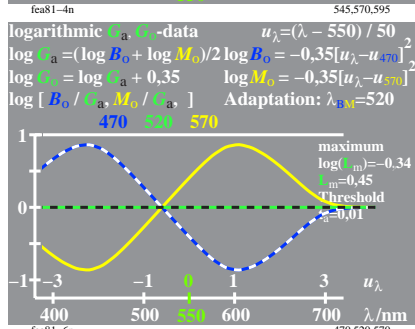 fea81-4n 545,570,595
logarithmic Ga, Go-data uλ=(λ − 550) / 50
log Ga =(log Bo + log Mo)/2 log Bo = −0,35[uλ−u470]²
log Go = log Ga + 0,35 log Mo = −0,35[uλ−u570]²
log [ Bo / Ga, Mo / Ga, ] Adaptation: λBM=520
470 520 570
1
maximum
log(Lm)=−0,34
Lm=0,45
Threshold
=0,01
0
−1
−3 −1 0 1 3 uλ
400 500 550 600 700 λ/nm